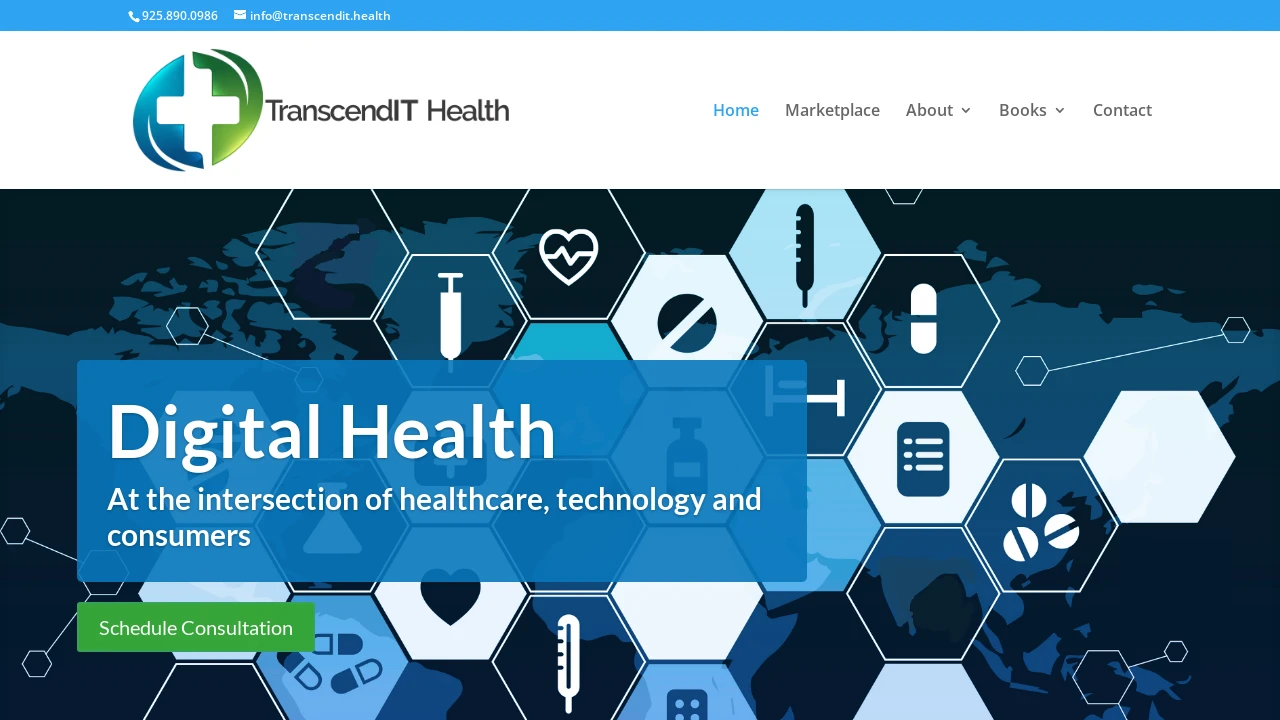 925.890.0986 info@transcendit.health
TranscendIT Health
Home Marketplace About Books Contact
Digital Health
At the intersection of healthcare, technology and
consumers
Schedule Consultation